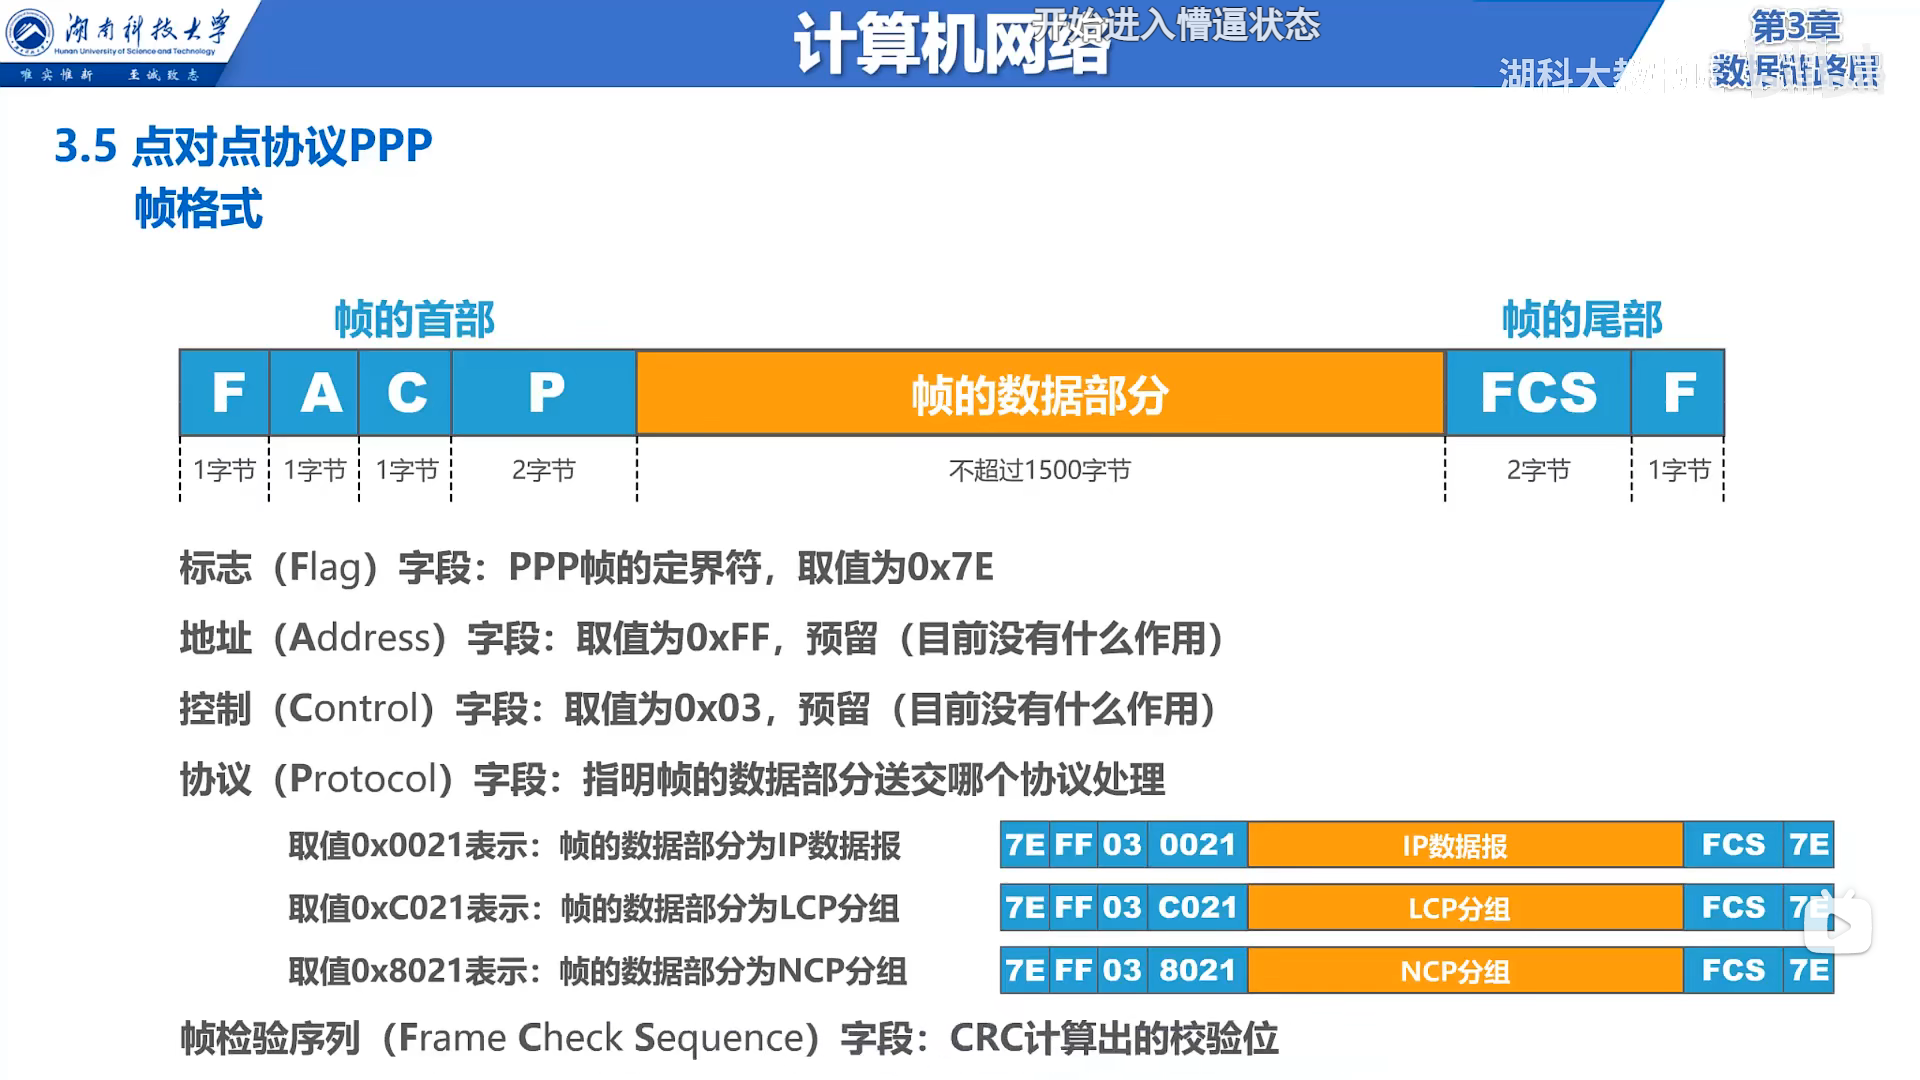 湖南科技大学
Hunan University of Science and Technology
唯实惟新 至诚致志
计算机网络
开始进入懵逼状态
第3章
数据链路层
湖科大教
3.5 点对点协议PPP
帧格式
帧的首部
帧的尾部
F A C P 帧的数据部分 FCS F
1字节 1字节 1字节 2字节 不超过1500字节 2字节 1字节
标志（Flag）字段：PPP帧的定界符，取值为0x7E
地址（Address）字段：取值为0xFF，预留（目前没有什么作用）
控制（Control）字段：取值为0x03，预留（目前没有什么作用）
协议（Protocol）字段：指明帧的数据部分送交哪个协议处理
取值0x0021表示：帧的数据部分为IP数据报
7E FF 03 0021 IP数据报 FCS 7E
取值0xC021表示：帧的数据部分为LCP分组
7E FF 03 C021 LCP分组 FCS 7E
取值0x8021表示：帧的数据部分为NCP分组
7E FF 03 8021 NCP分组 FCS 7E
帧检验序列（Frame Check Sequence）字段：CRC计算出的校验位